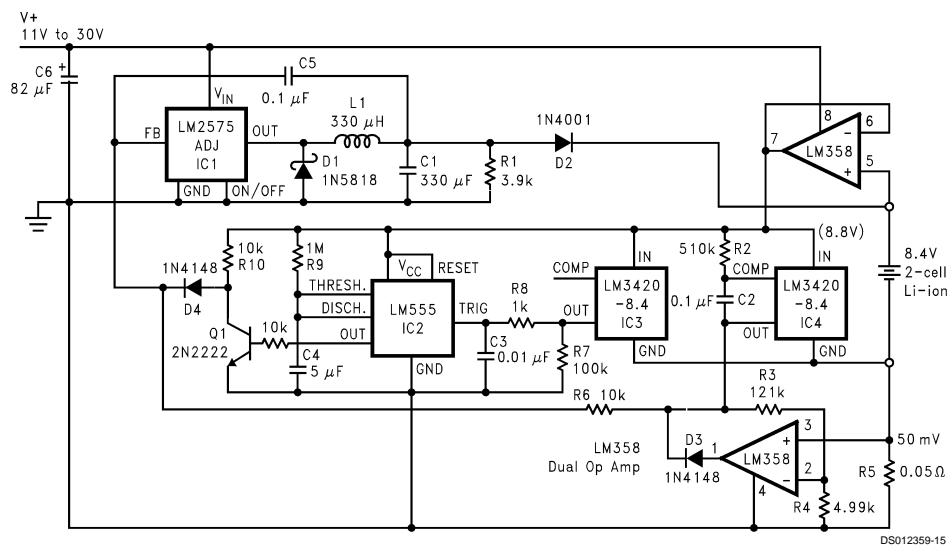 V+
11V to 30V
C6
+
82 µF
C5
0.1 µF
VIN
FB
LM2575
ADJ
IC1
OUT
GND
ON/OFF
L1
330 µH
D1
1N5818
C1
330 µF
R1
3.9k
1N4001
D2
7
8
6
−
LM358
+
5
8.4V
2-cell
Li-ion
10k
R10
1M
R9
VCC
RESET
THRESH.
DISCH.
OUT
LM555
IC2
TRIG
GND
1N4148
D4
Q1
2N2222
10k
C4
5 µF
R8
1k
C3
0.01 µF
R7
100k
COMP
IN
LM3420
-8.4
IC3
OUT
GND
510k
R2
0.1 µF
C2
(8.8V)
IN
COMP
LM3420
-8.4
IC4
OUT
GND
R6 10k
R3
121k
LM358
Dual Op Amp
D3
1N4148
1
3
+
LM358
2
−
4
R4
4.99k
50 mV
R5
0.05Ω
DS012359-15